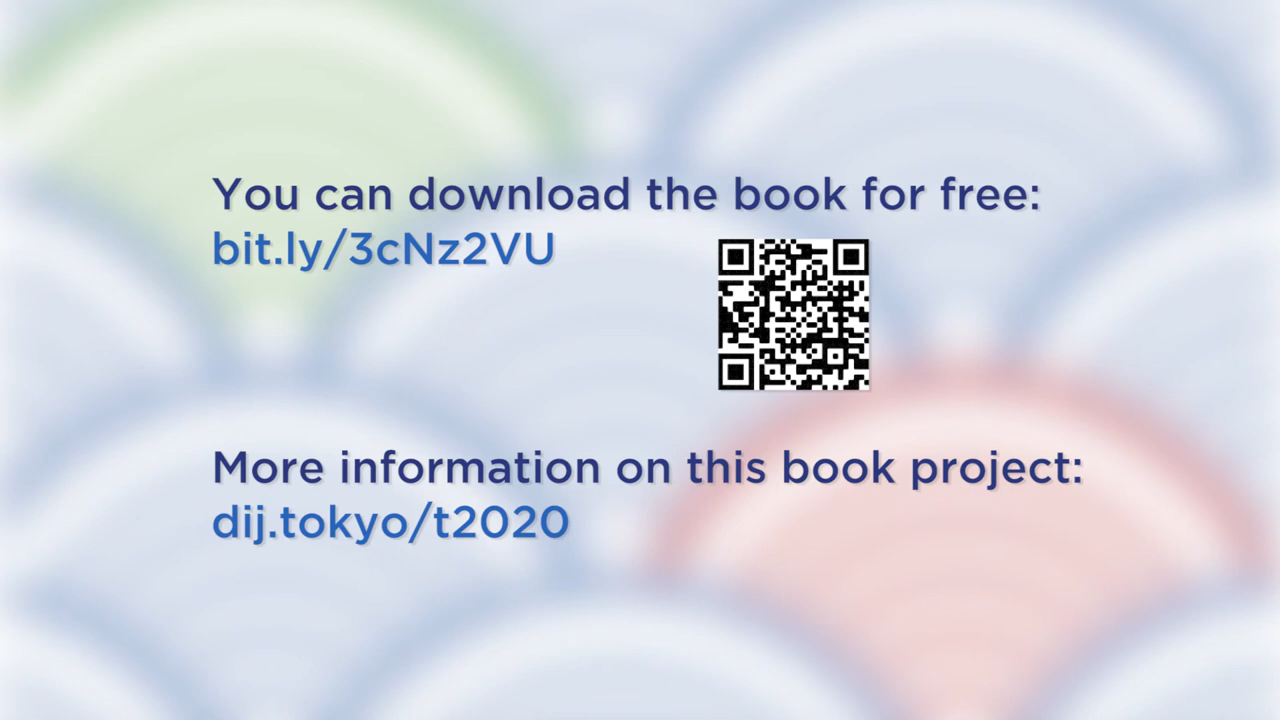 You can download the book for free:
bit.ly/3cNz2VU
More information on this book project:
dij.tokyo/t2020